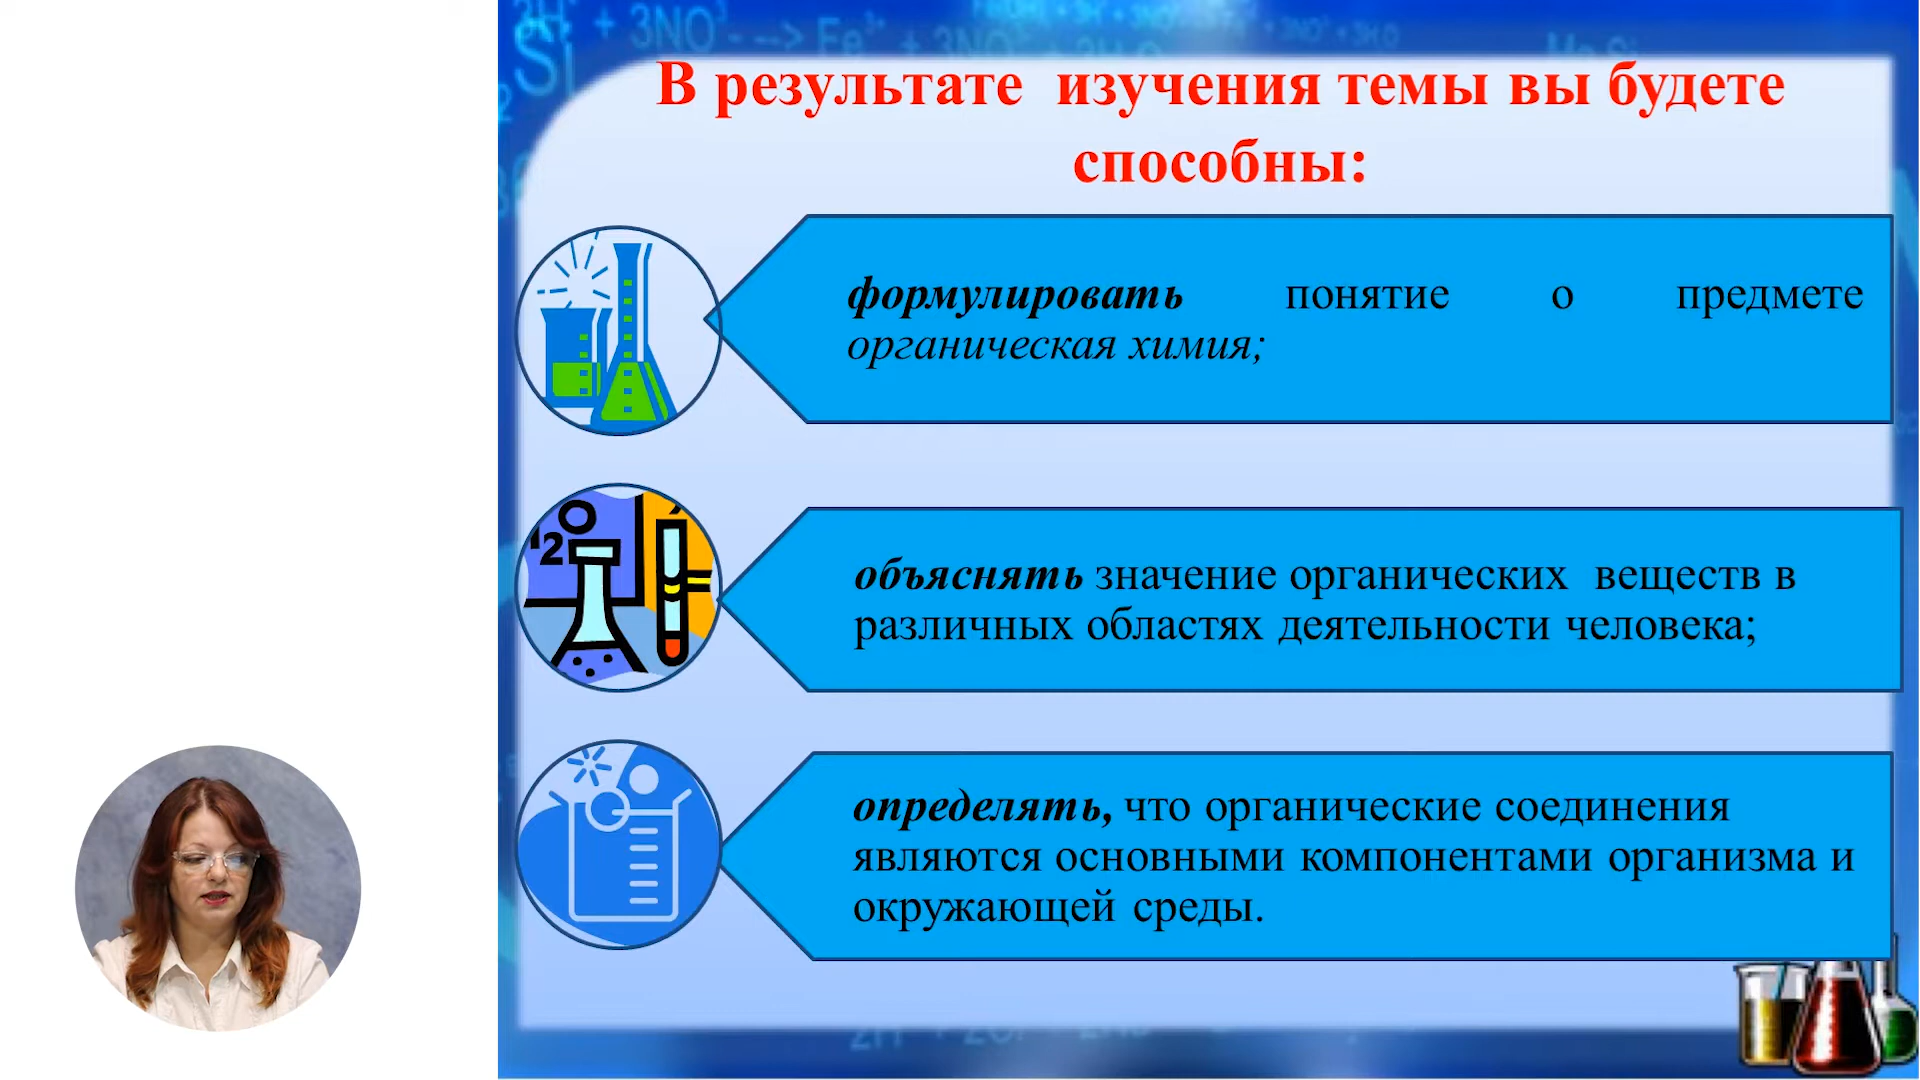 В результате изучения темы вы будете
способны:
формулировать понятие о предмете
органическая химия;
объяснять значение органических веществ в
различных областях деятельности человека;
определять, что органические соединения
являются основными компонентами организма и
окружающей среды.